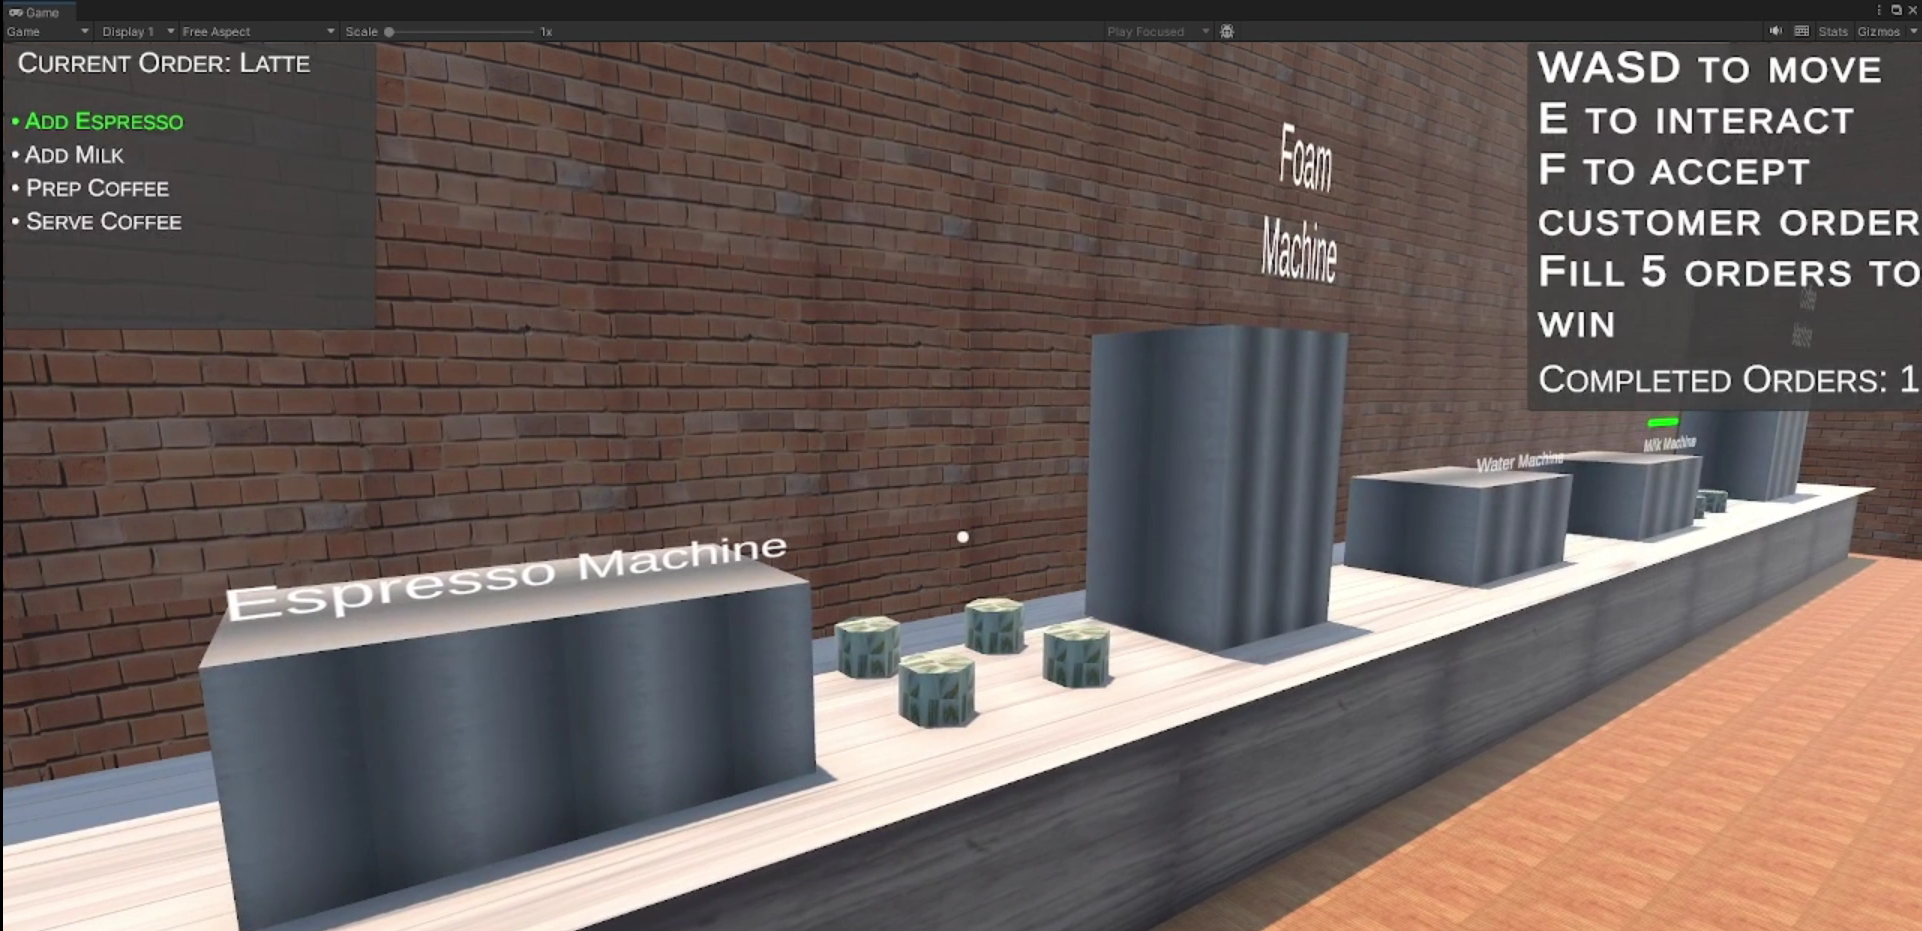 Game
Game Display 1 Free Aspect Scale 1x Play Focused Stats Gizmos
CURRENT ORDER: LATTE
• ADD ESPRESSO
• ADD MILK
• PREP COFFEE
• SERVE COFFEE
WASD TO MOVE
E TO INTERACT
F TO ACCEPT
CUSTOMER ORDER
FILL 5 ORDERS TO
WIN
COMPLETED ORDERS: 1
Foam
Machine
Milk Machine
Water Machine
Espresso Machine